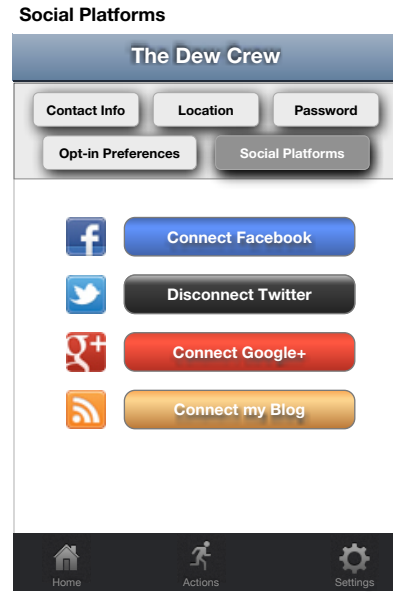 Social Platforms
The Dew Crew
Contact Info Location Password
Opt-in Preferences Social Platforms
f Connect Facebook
Disconnect Twitter
g+ Connect Google+
Connect my Blog
Home Actions Settings